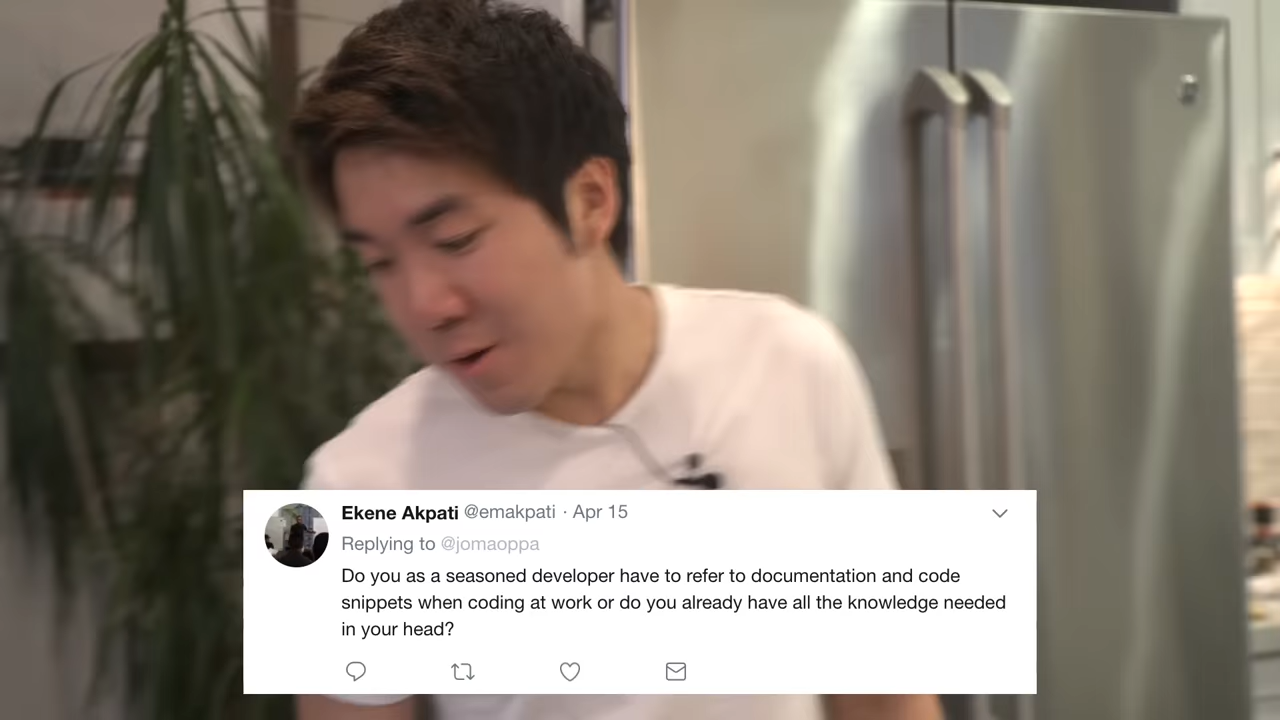 Ekene Akpati @emakpati · Apr 15
Replying to @jomaoppa
Do you as a seasoned developer have to refer to documentation and code
snippets when coding at work or do you already have all the knowledge needed
in your head?